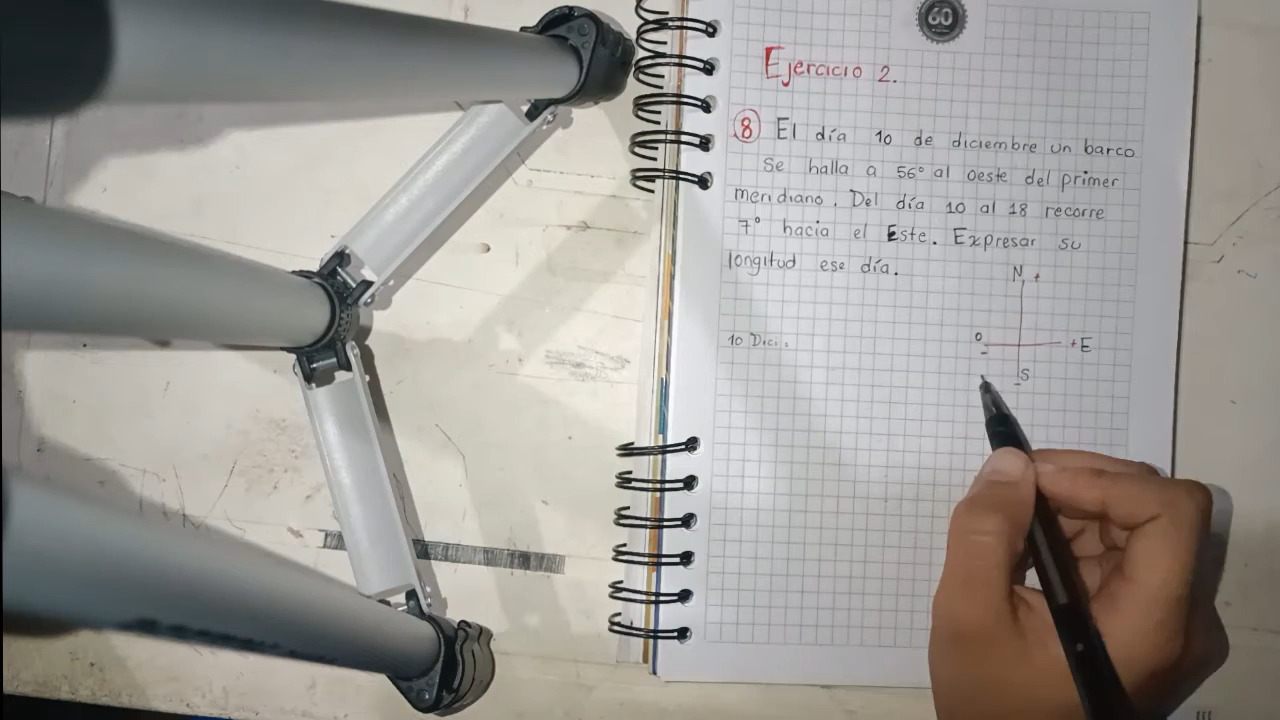 60
Ejercicio 2.
8 El día 10 de diciembre un barco
se halla a 56° al oeste del primer
meridiano. Del día 10 al 18 recorre
7° hacia el Este. Expresar su
longitud ese día.
N +
10 Dici:
O - + E
- S